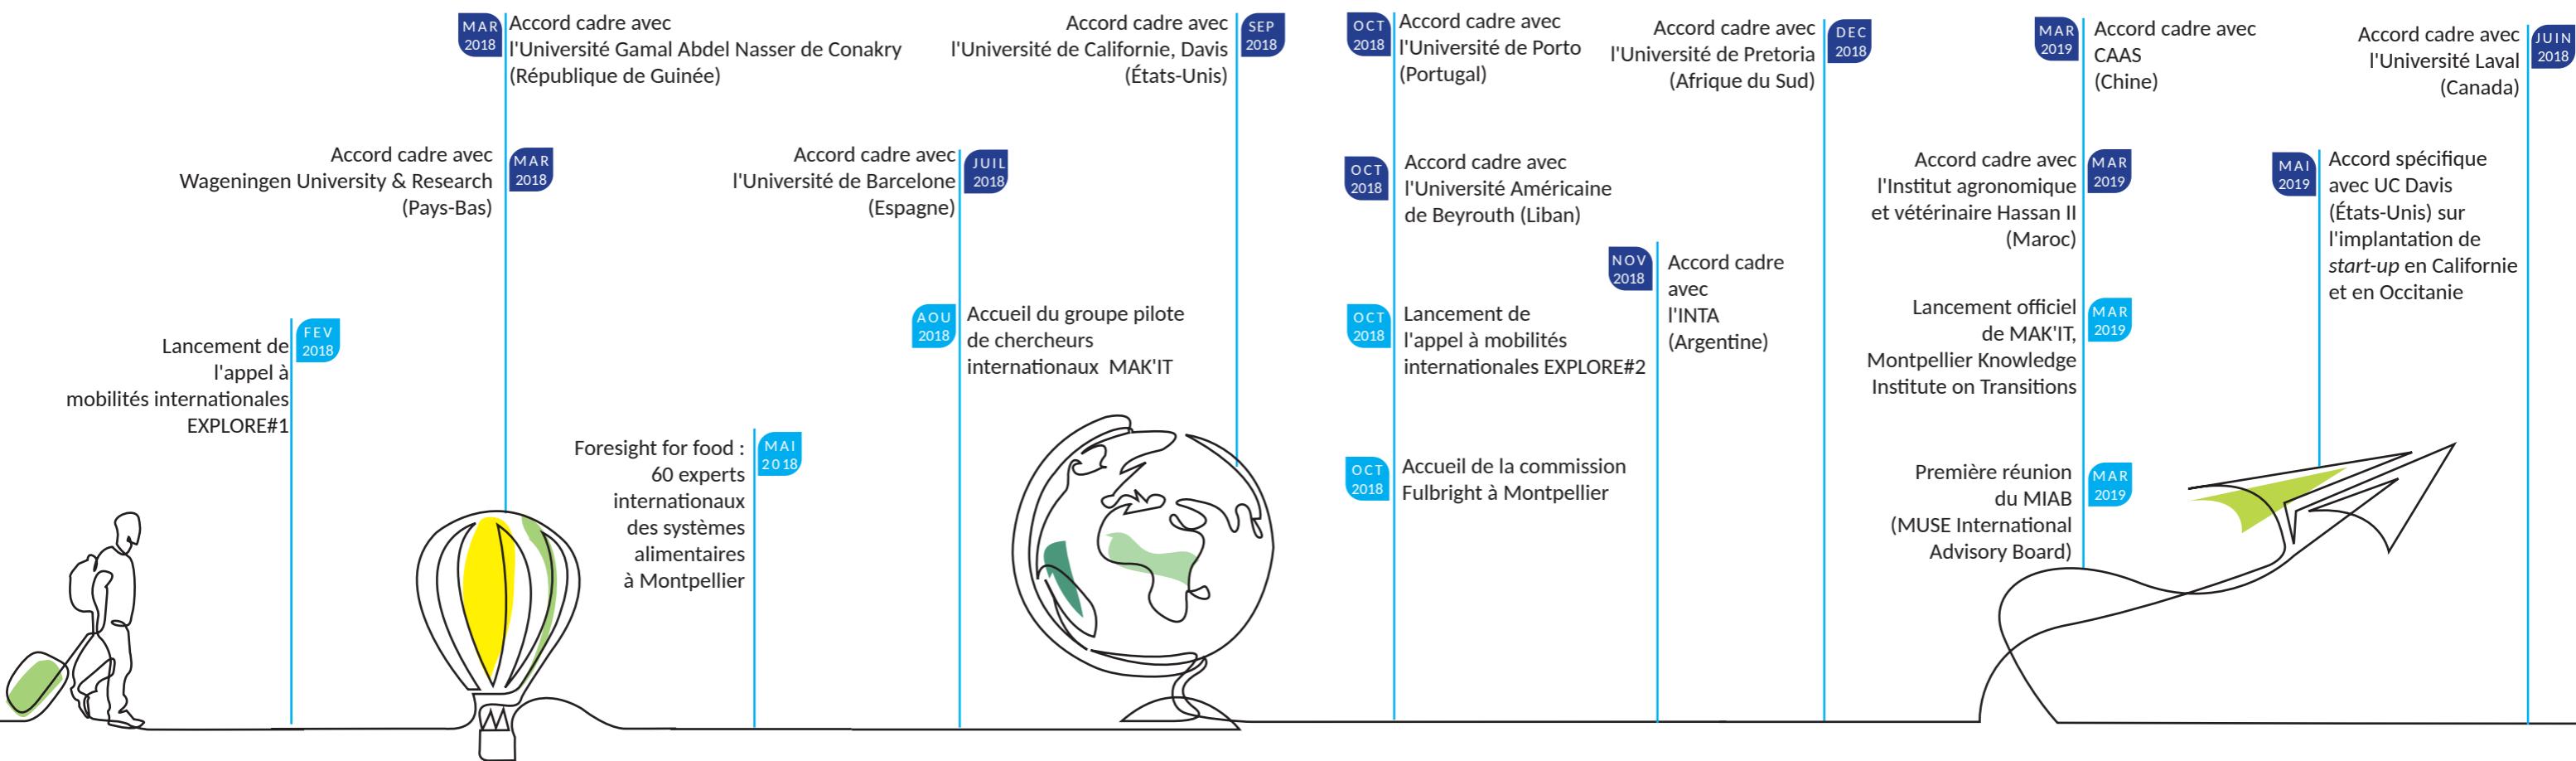 FEV
2018
Lancement de
l'appel à
mobilités internationales
EXPLORE#1
MAR
2018
Accord cadre avec
l'Université Gamal Abdel Nasser de Conakry
(République de Guinée)
Accord cadre avec
Wageningen University & Research
(Pays-Bas)
MAR
2018
Foresight for food :
60 experts
internationaux
des systèmes
alimentaires
à Montpellier
MAI
2018
Accord cadre avec
l'Université de Barcelone
(Espagne)
JUIL
2018
AOU
2018
Accueil du groupe pilote
de chercheurs
internationaux MAK'IT
Accord cadre avec
l'Université de Californie, Davis
(États-Unis)
SEP
2018
OCT
2018
Accord cadre avec
l'Université de Porto
(Portugal)
OCT
2018
Accord cadre avec
l'Université Américaine
de Beyrouth (Liban)
OCT
2018
Lancement de
l'appel à mobilités
internationales EXPLORE#2
OCT
2018
Accueil de la commission
Fulbright à Montpellier
NOV
2018
Accord cadre
avec
l'INTA
(Argentine)
Accord cadre avec
l'Université de Pretoria
(Afrique du Sud)
DEC
2018
MAR
2019
Accord cadre avec
CAAS
(Chine)
Accord cadre avec
l'Institut agronomique
et vétérinaire Hassan II
(Maroc)
MAR
2019
Lancement officiel
de MAK'IT,
Montpellier Knowledge
Institute on Transitions
MAR
2019
Première réunion
du MIAB
(MUSE International
Advisory Board)
MAR
2019
MAI
2019
Accord spécifique
avec UC Davis
(États-Unis) sur
l'implantation de
start-up en Californie
et en Occitanie
Accord cadre avec
l'Université Laval
(Canada)
JUIN
2018